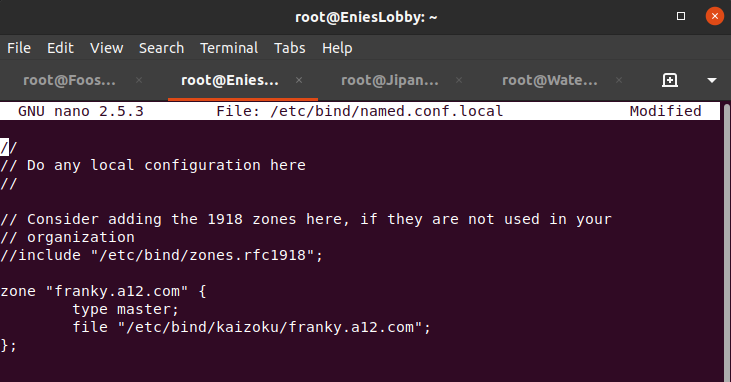 root@EniesLobby: ~
File Edit View Search Terminal Tabs Help
root@Foos... × root@Enies... × root@Jipan... × root@Wate... ×
GNU nano 2.5.3 File: /etc/bind/named.conf.local Modified
//
// Do any local configuration here
//
// Consider adding the 1918 zones here, if they are not used in your
// organization
//include "/etc/bind/zones.rfc1918";
zone "franky.a12.com" {
        type master;
        file "/etc/bind/kaizoku/franky.a12.com";
};